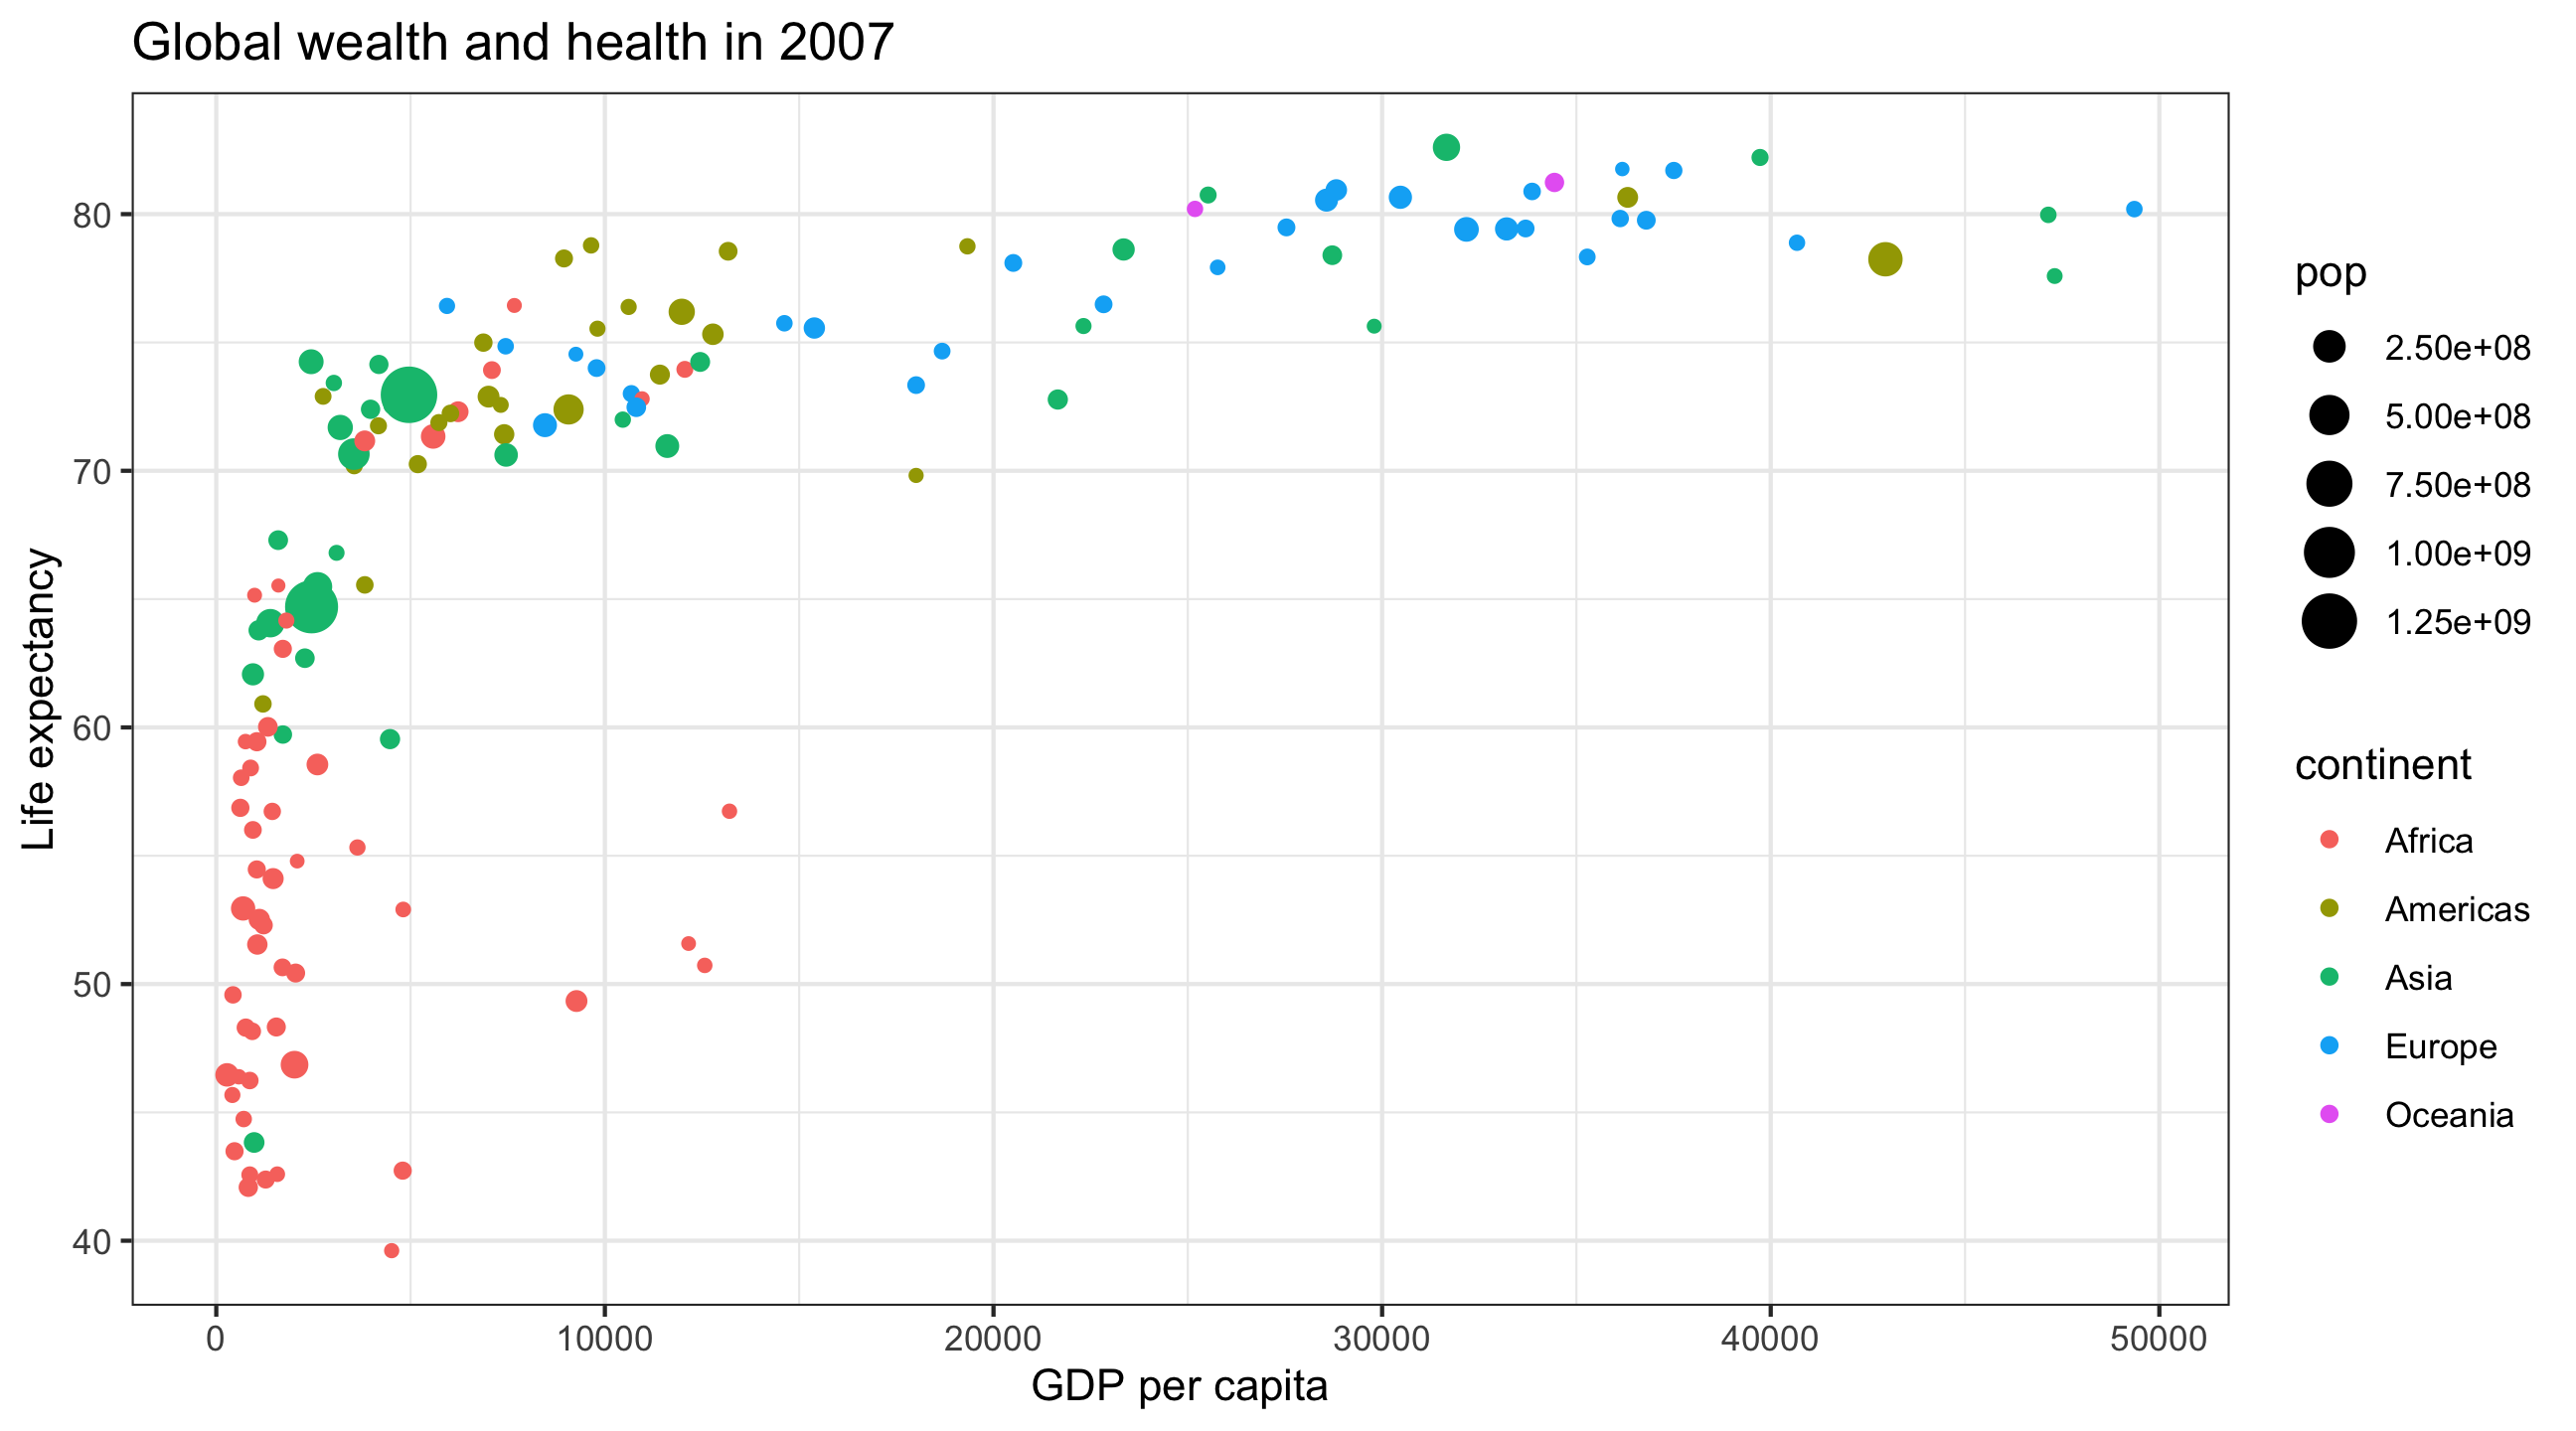 Global wealth and health in 2007
80
70
60
50
40
Life expectancy
0 10000 20000 30000 40000 50000
GDP per capita
pop
2.50e+08
5.00e+08
7.50e+08
1.00e+09
1.25e+09
continent
Africa
Americas
Asia
Europe
Oceania